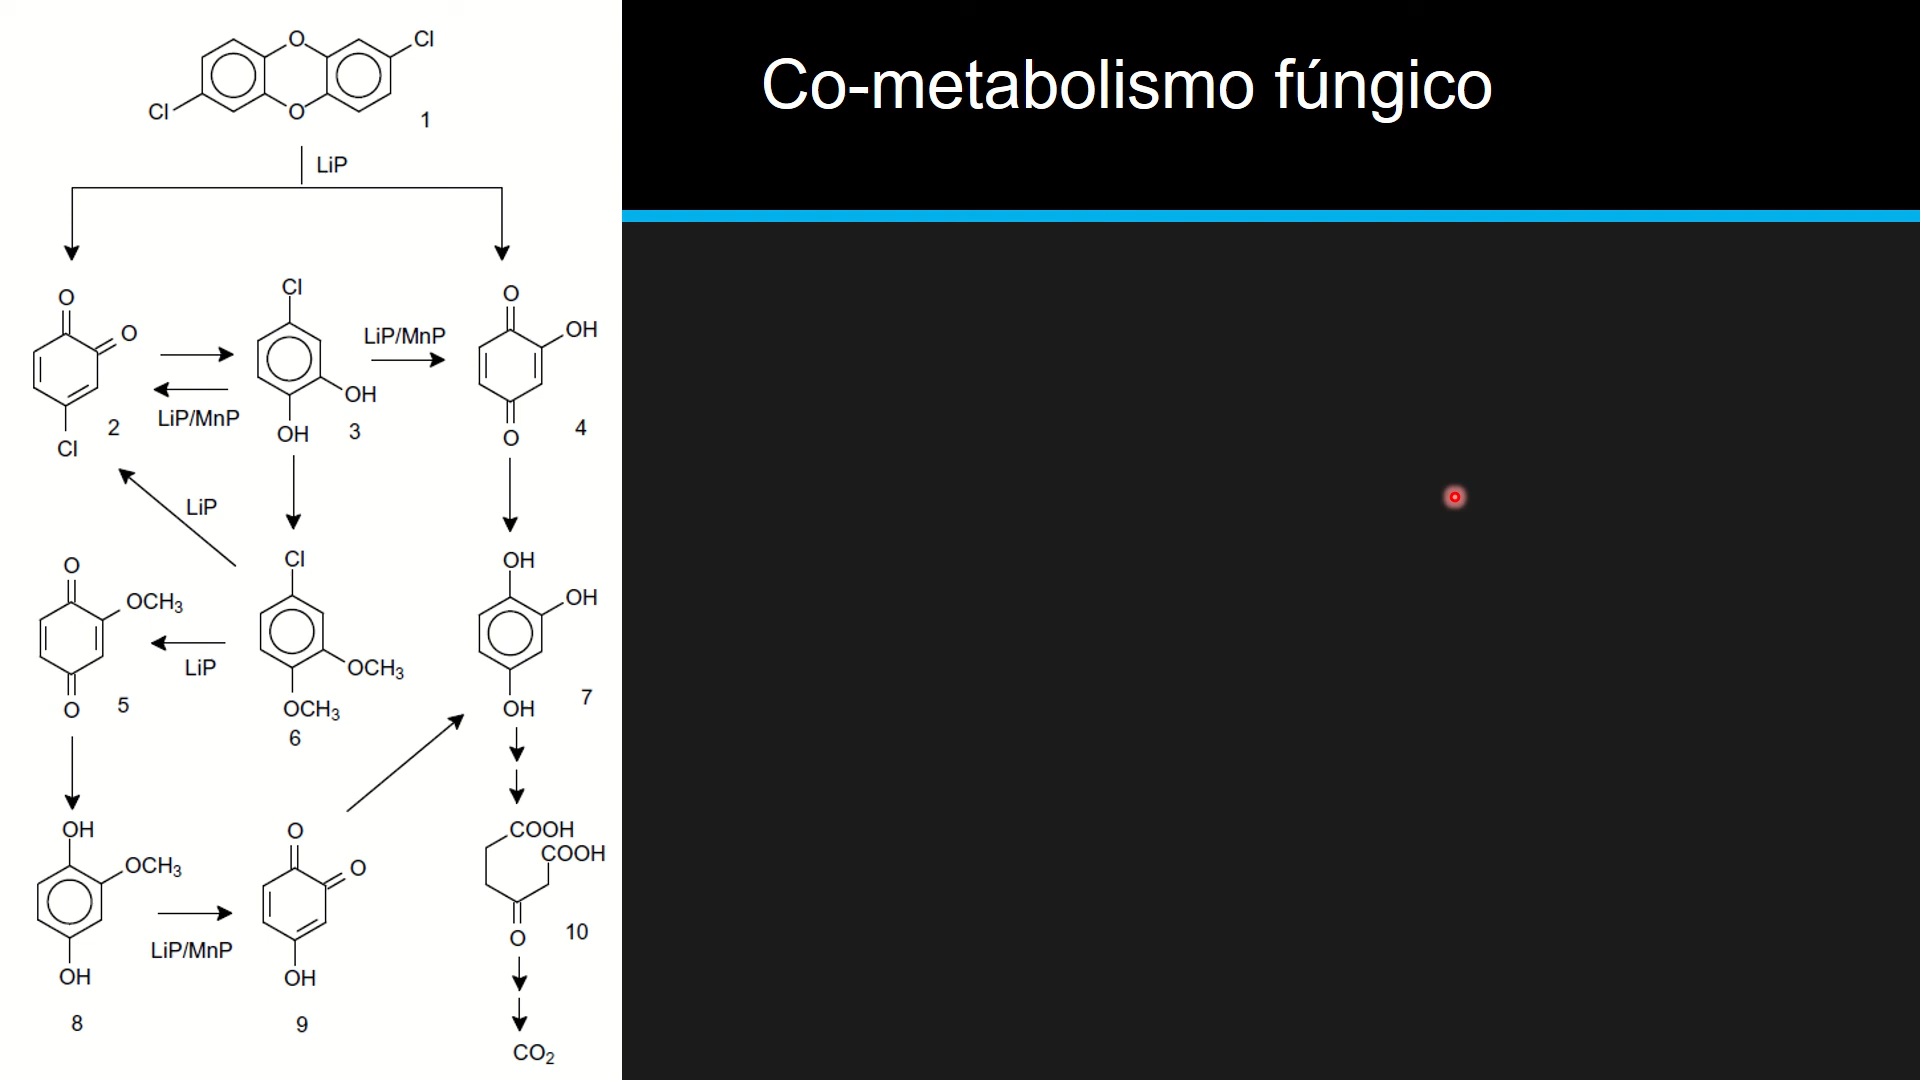 Co-metabolismo fúngico
O
Cl
Cl
O
1
LiP
O
O
Cl
2
LiP/MnP
Cl
OH
OH
3
LiP/MnP
O
OH
O
4
LiP
O
OCH3
O
5
LiP
Cl
OCH3
OCH3
6
OH
OH
OH
7
OH
OCH3
OH
8
LiP/MnP
O
O
OH
9
COOH
COOH
O
10
CO2